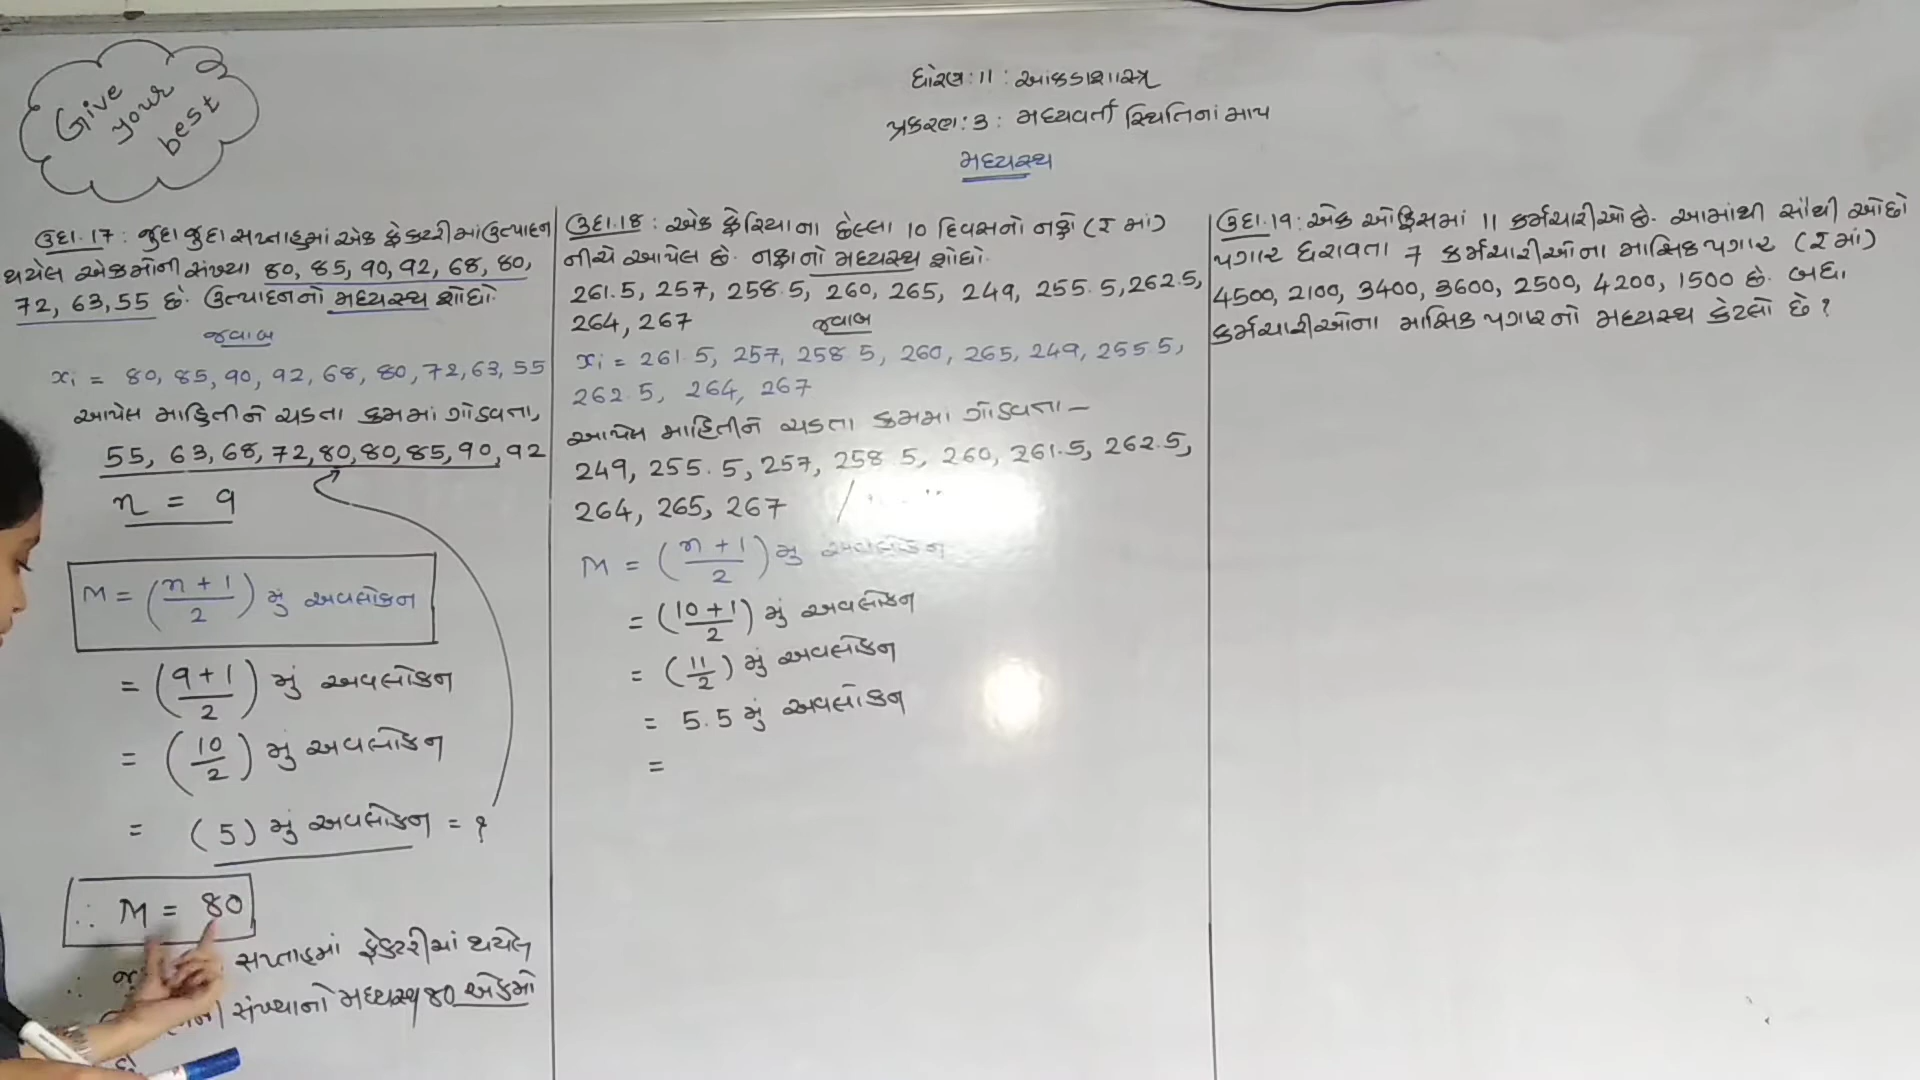 Give
your
best
ધોરણ : 11 : આંકડાશાસ્ત્ર
પ્રકરણ : 3 : મધ્યવર્તી સ્થિતિનાં માપ
મધ્યસ્થ
ઉદા. 17 : જુદા જુદા સપ્તાહમાં એક ફેક્ટરીમાં ઉત્પાદન
થયેલ એકમોની સંખ્યા 80, 85, 90, 92, 68, 80,
72, 63, 55 છે. ઉત્પાદનનો મધ્યસ્થ શોધો.
જવાબ
xi = 80, 85, 90, 92, 68, 80, 72, 63, 55
આપેલ માહિતીને ચડતા ક્રમમાં ગોઠવતા,
55, 63, 68, 72, 80, 80, 85, 90, 92
n = 9
M = (n + 1 / 2) મું અવલોકન
= (9 + 1 / 2) મું અવલોકન
= (10 / 2) મું અવલોકન
= (5) મું અવલોકન = ?
∴ M = 80
∴ સપ્તાહમાં ફેક્ટરીમાં થયેલ
સંખ્યાનો મધ્યસ્થ 80 એકમો
ઉદા. 18 : એક ફેરિયાના છેલ્લા 10 દિવસનો નફો (₹ માં)
નીચે આપેલ છે. નફાનો મધ્યસ્થ શોધો.
261.5, 257, 258.5, 260, 265, 249, 255.5, 262.5,
264, 267
જવાબ
xi = 261.5, 257, 258.5, 260, 265, 249, 255.5,
262.5, 264, 267
આપેલ માહિતીને ચડતા ક્રમમાં ગોઠવતા –
249, 255.5, 257, 258.5, 260, 261.5, 262.5,
264, 265, 267
M = (n + 1 / 2) મું અવલોકન
= (10 + 1 / 2) મું અવલોકન
= (11 / 2) મું અવલોકન
= 5.5 મું અવલોકન
=
ઉદા. 19 : એક ઓફિસમાં 11 કર્મચારીઓ છે. આમાંથી સૌથી ઓછો
પગાર ધરાવતા 7 કર્મચારીઓના માસિક પગાર (₹ માં)
4500, 2100, 3400, 3600, 2500, 4200, 1500 છે. બધા
કર્મચારીઓના માસિક પગારનો મધ્યસ્થ કેટલો છે ?